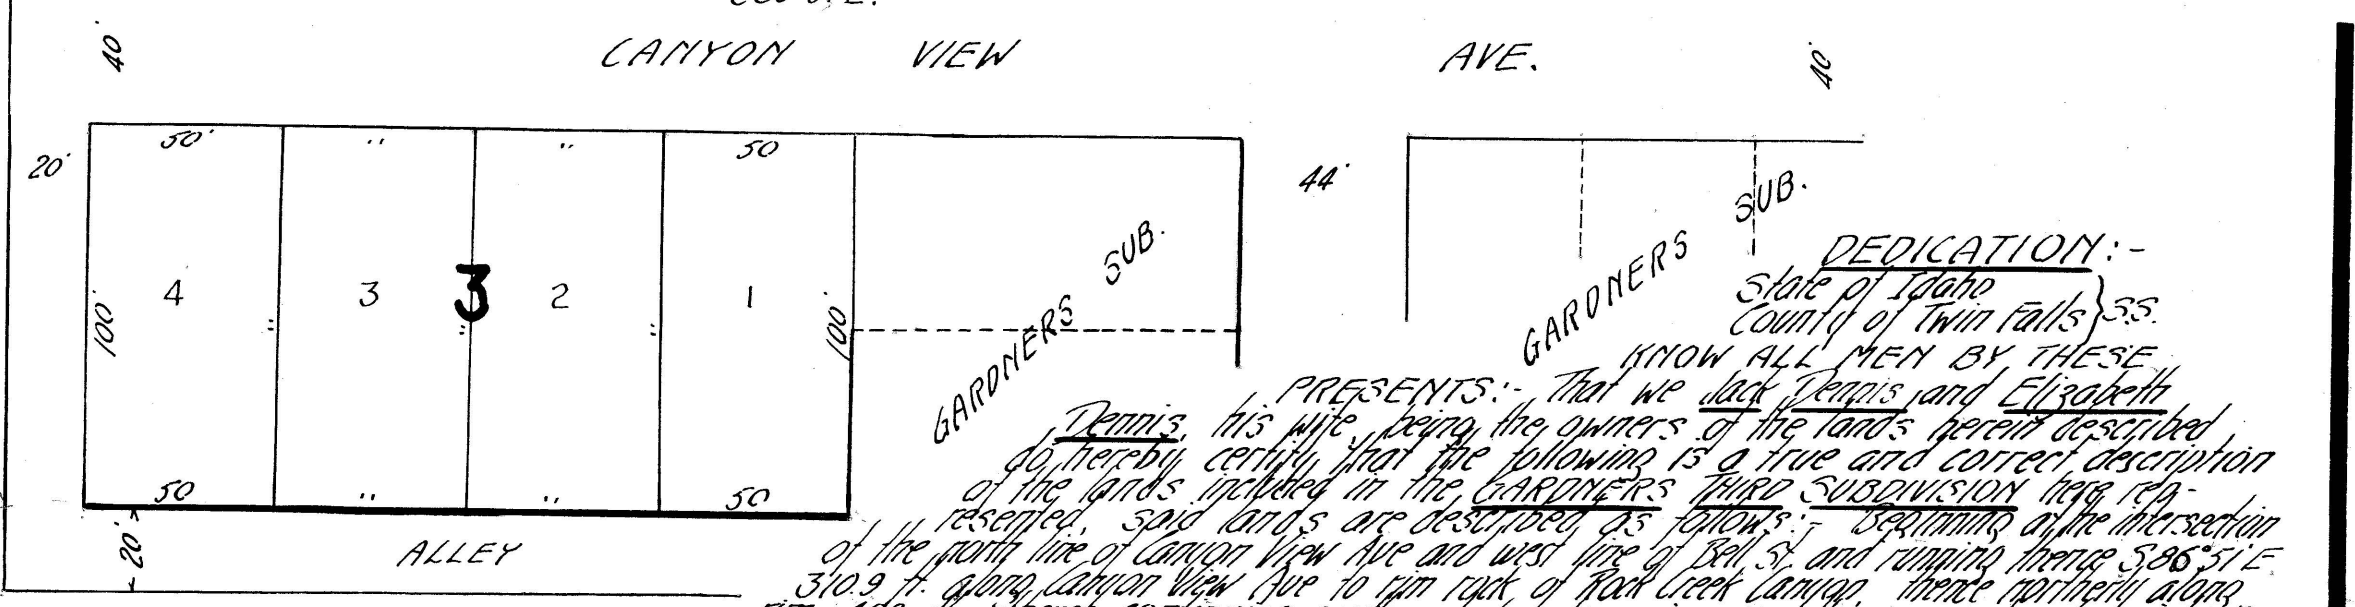 40'
CANYON VIEW AVE.
40'
20'
50'
"
"
50
44'
4
3
3
2
1
100'
"
"
"
100'
GARDNERS SUB.
GARDNERS SUB.
50
"
"
50
20'
ALLEY
DEDICATION:-
State of Idaho
County of Twin Falls } S.S.
KNOW ALL MEN BY THESE
PRESENTS:- That we Jack Dennis and Elizabeth
Dennis, his wife, being the owners of the lands herein described,
do hereby certify that the following is a true and correct description
of the lands included in the GARDNERS THIRD SUBDIVISION here rep-
resented, said lands are described as follows:- Beginning at the intersection
of the north line of Canyon View Ave and west line of Bell St, and running thence S86°51'E
310.9 ft. along Canyon View Ave to rim rock of Rock Creek Canyon, thence northerly along